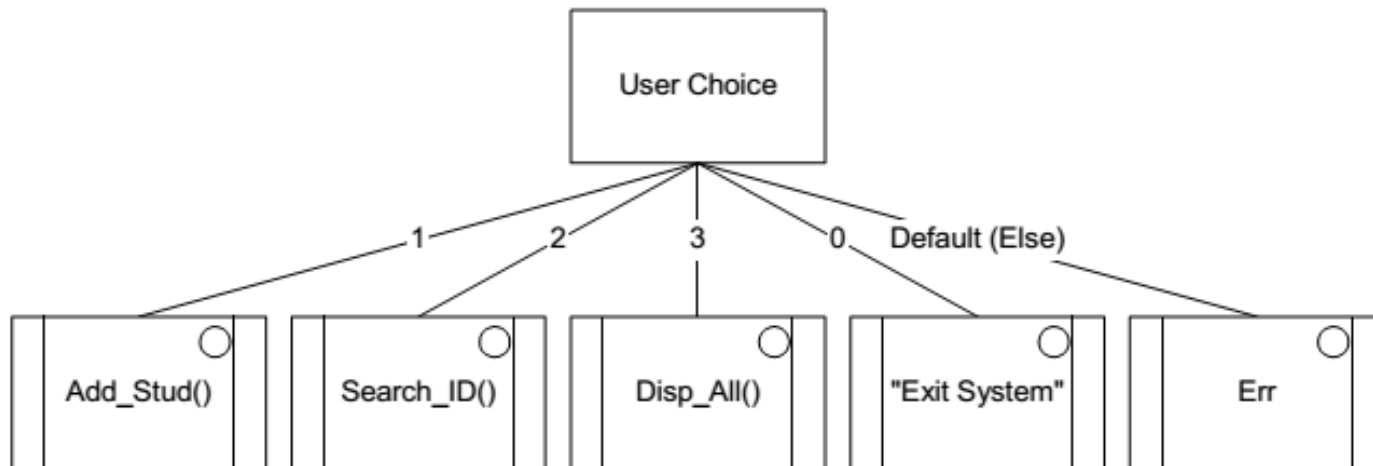 User Choice
1
2
3
0
Default (Else)
Add_Stud()
Search_ID()
Disp_All()
"Exit System"
Err